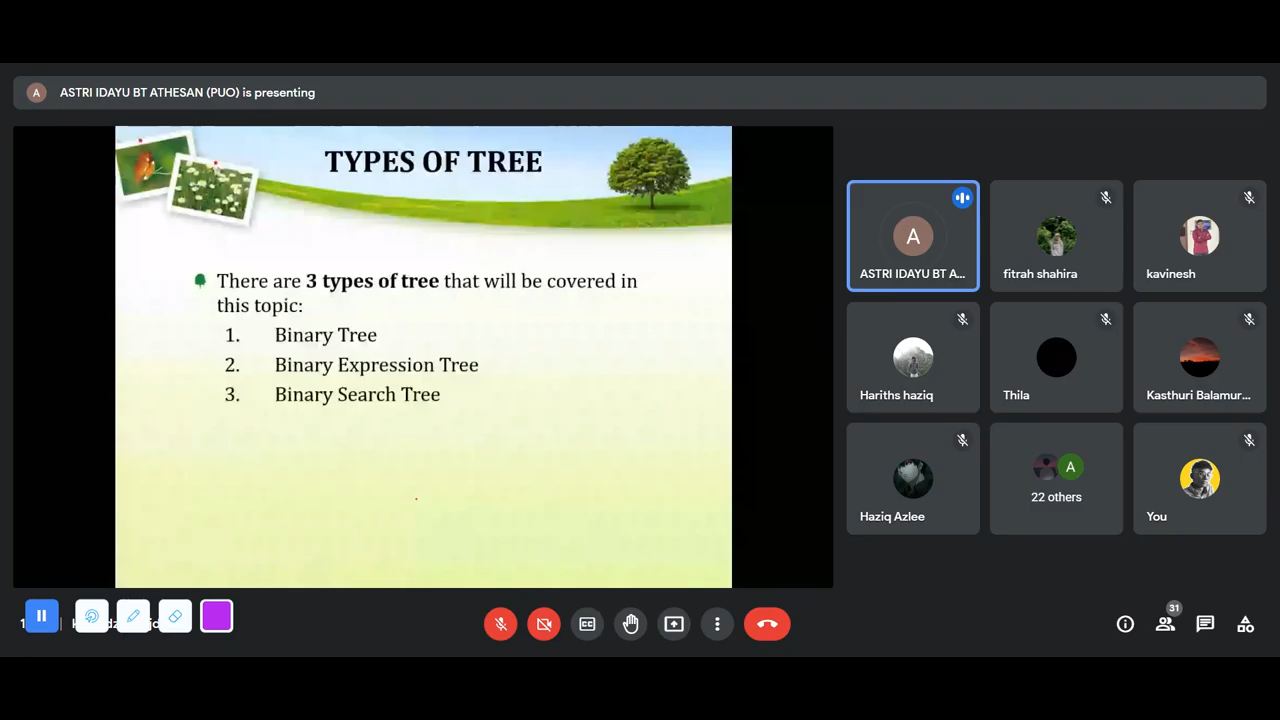 A ASTRI IDAYU BT ATHESAN (PUO) is presenting
TYPES OF TREE
There are 3 types of tree that will be covered in
this topic:
1. Binary Tree
2. Binary Expression Tree
3. Binary Search Tree
A
ASTRI IDAYU BT A...
fitrah shahira
kavinesh
Hariths haziq
Thila
Kasthuri Balamur...
Haziq Azlee
A
22 others
You
CC
31